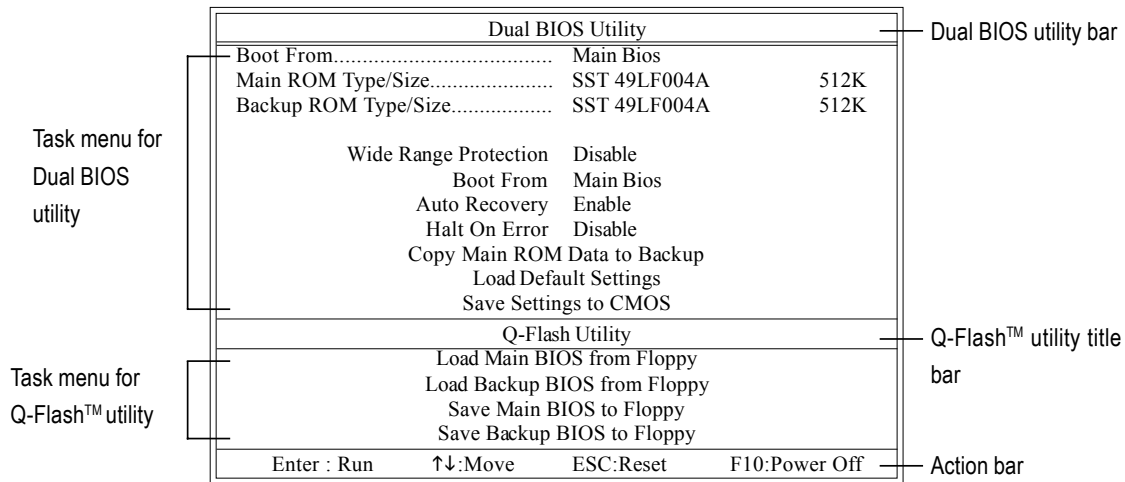 Dual BIOS Utility
Dual BIOS utility bar
Boot From..................................... Main Bios
Main ROM Type/Size..................... SST 49LF004A 512K
Backup ROM Type/Size.................. SST 49LF004A 512K
Task menu for
Dual BIOS
utility
Wide Range Protection Disable
Boot From Main Bios
Auto Recovery Enable
Halt On Error Disable
Copy Main ROM Data to Backup
Load Default Settings
Save Settings to CMOS
Q-Flash Utility
Q-Flash™ utility title
bar
Task menu for
Q-Flash™ utility
Load Main BIOS from Floppy
Load Backup BIOS from Floppy
Save Main BIOS to Floppy
Save Backup BIOS to Floppy
Enter : Run ↑↓:Move ESC:Reset F10:Power Off
Action bar